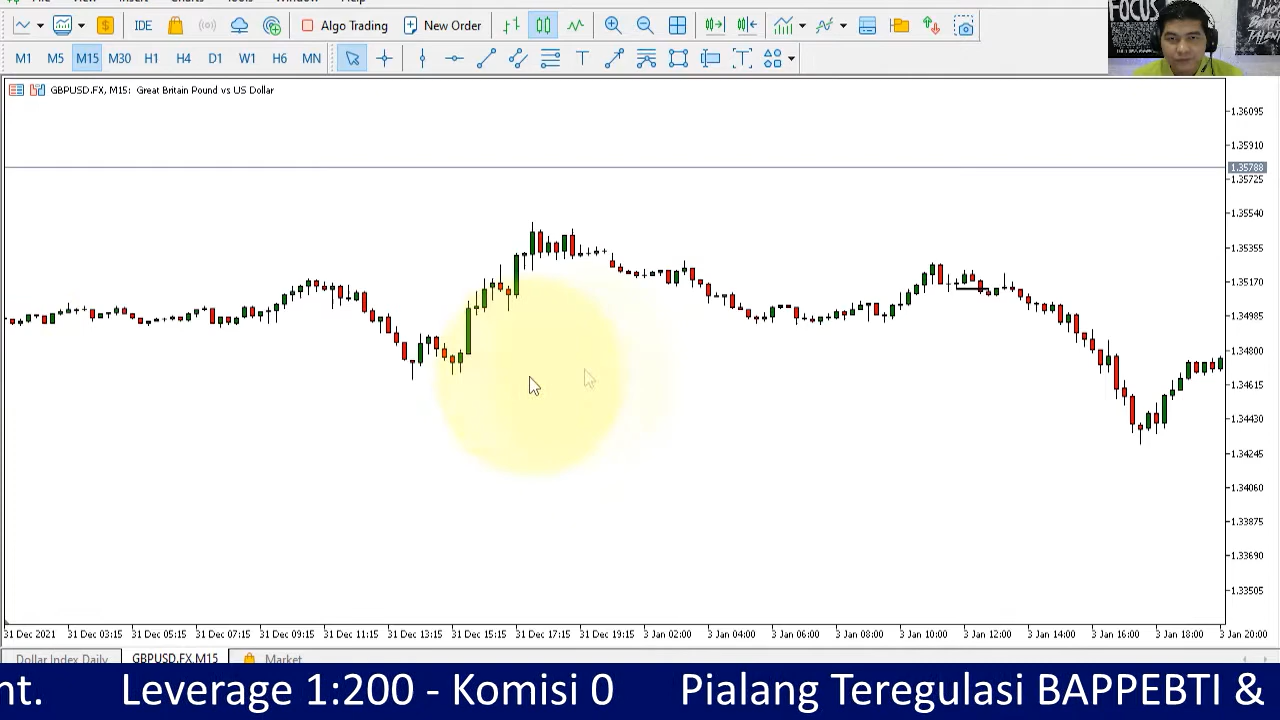 FOCUS
IDE
Algo Trading
New Order
M1 M5 M15 M30 H1 H4 D1 W1 H6 MN
T
T
GBPUSD.FX, M15: Great Britain Pound vs US Dollar
1.36095
1.35910
1.35788
1.35725
1.35540
1.35355
1.35170
1.34985
1.34800
1.34615
1.34430
1.34245
1.34060
1.33875
1.33690
1.33505
31 Dec 2021 31 Dec 03:15 31 Dec 05:15 31 Dec 07:15 31 Dec 09:15 31 Dec 11:15 31 Dec 13:15 31 Dec 15:15 31 Dec 17:15 31 Dec 19:15 3 Jan 02:00 3 Jan 04:00 3 Jan 06:00 3 Jan 08:00 3 Jan 10:00 3 Jan 12:00 3 Jan 14:00 3 Jan 16:00 3 Jan 18:00 3 Jan 20:00
Dollar Index Daily GBPUSD.FX,M15 Market
nt. Leverage 1:200 - Komisi 0 Pialang Teregulasi BAPPEBTI &